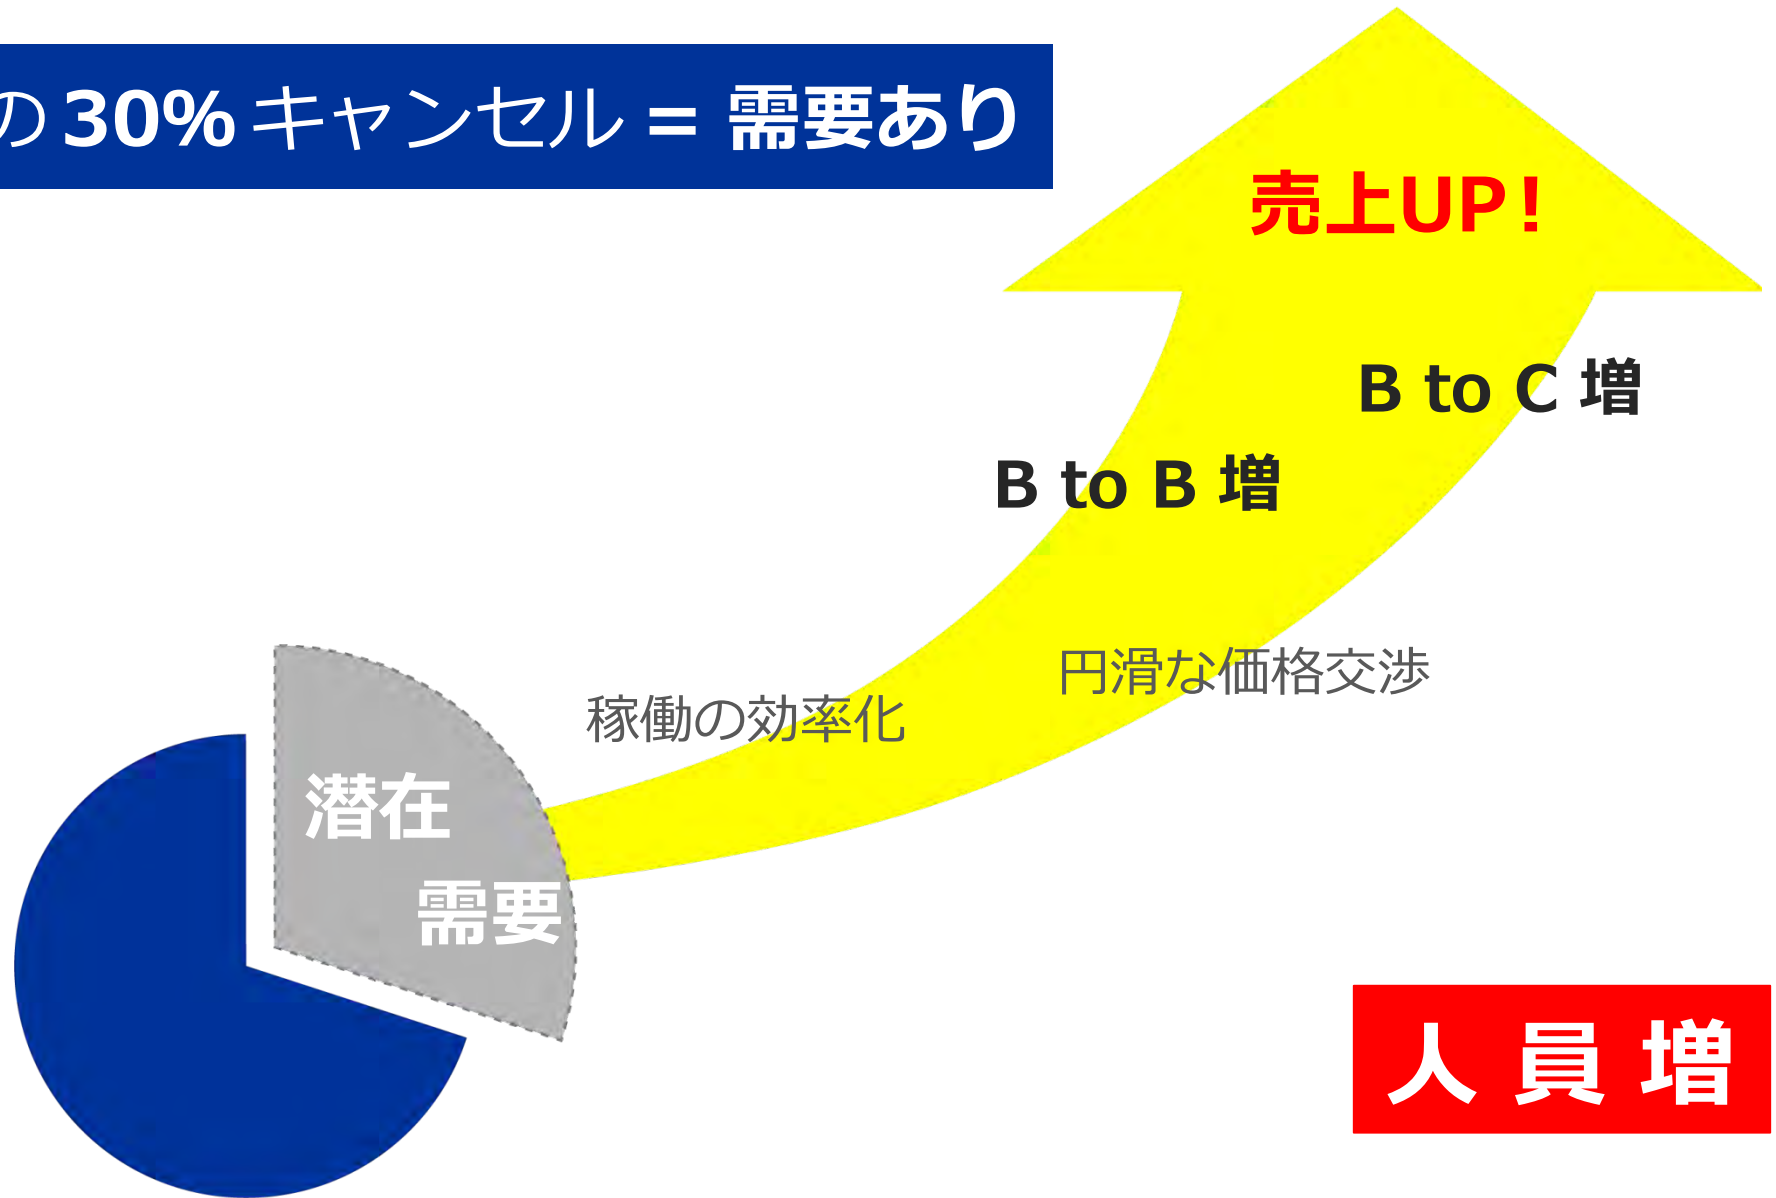 の30%キャンセル = 需要あり
売上UP!
B to C 増
B to B 増
円滑な価格交渉
稼働の効率化
潜在
需要
人員増